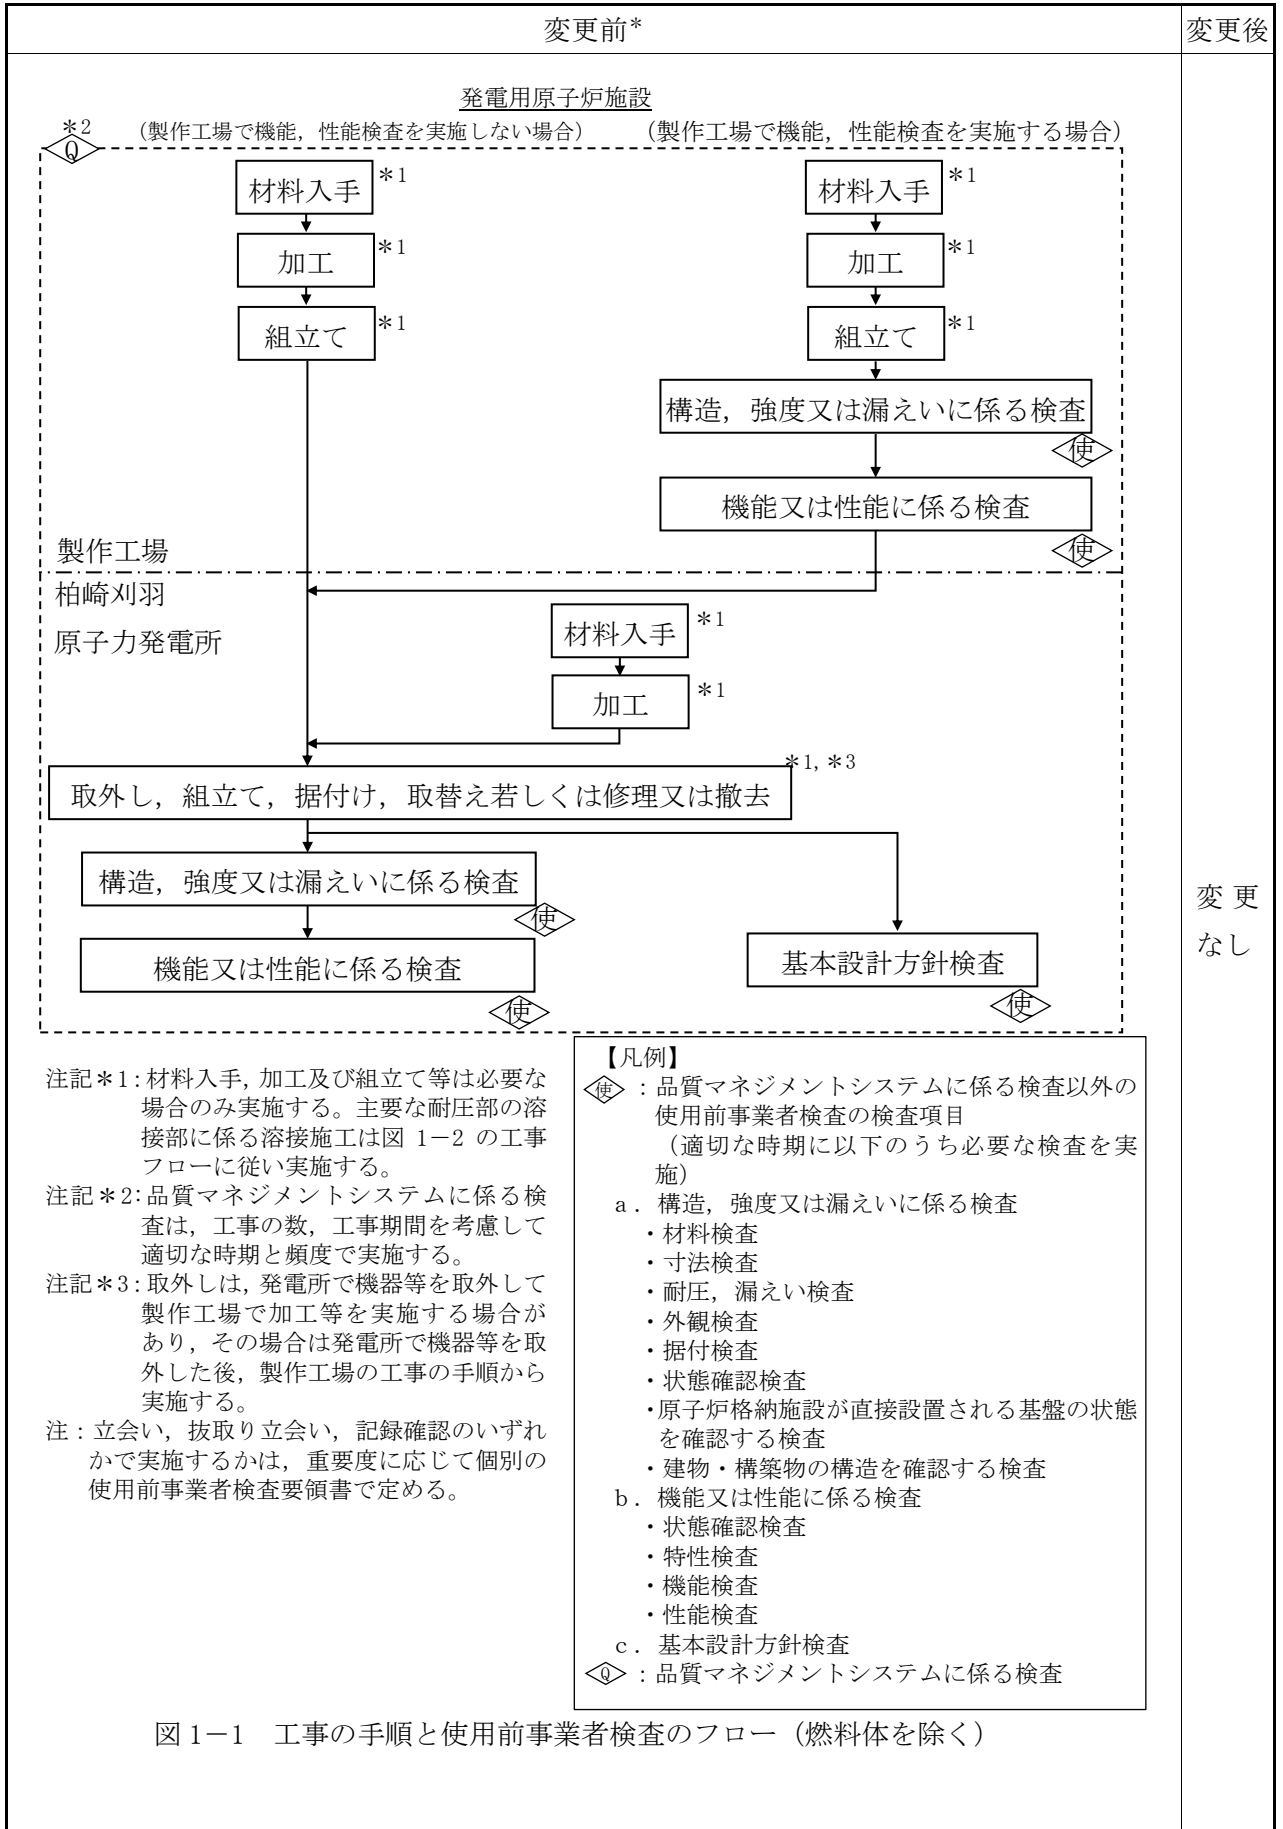 変更前*
変更後
発電用原子炉施設
*2
Q
（製作工場で機能，性能検査を実施しない場合）
（製作工場で機能，性能検査を実施する場合）
材料入手
*1
材料入手
*1
加工
*1
加工
*1
組立て
*1
組立て
*1
構造，強度又は漏えいに係る検査
使
機能又は性能に係る検査
使
製作工場
柏崎刈羽
原子力発電所
材料入手
*1
加工
*1
*1,*3
取外し，組立て，据付け，取替え若しくは修理又は撤去
構造，強度又は漏えいに係る検査
使
機能又は性能に係る検査
使
基本設計方針検査
使
変更
なし
注記*1：材料入手，加工及び組立て等は必要な
場合のみ実施する。主要な耐圧部の溶
接部に係る溶接施工は図 1－2 の工事
フローに従い実施する。
注記*2：品質マネジメントシステムに係る検
査は，工事の数，工事期間を考慮して
適切な時期と頻度で実施する。
注記*3：取外しは，発電所で機器等を取外して
製作工場で加工等を実施する場合が
あり，その場合は発電所で機器等を取
外した後，製作工場の工事の手順から
実施する。
注：立会い，抜取り立会い，記録確認のいずれ
かで実施するかは，重要度に応じて個別の
使用前事業者検査要領書で定める。
【凡例】
使：品質マネジメントシステムに係る検査以外の
使用前事業者検査の検査項目
（適切な時期に以下のうち必要な検査を実
施）
a．構造，強度又は漏えいに係る検査
・材料検査
・寸法検査
・耐圧，漏えい検査
・外観検査
・据付検査
・状態確認検査
・原子炉格納施設が直接設置される基盤の状態
を確認する検査
・建物・構築物の構造を確認する検査
b．機能又は性能に係る検査
・状態確認検査
・特性検査
・機能検査
・性能検査
c．基本設計方針検査
Q：品質マネジメントシステムに係る検査
図 1－1　工事の手順と使用前事業者検査のフロー（燃料体を除く）